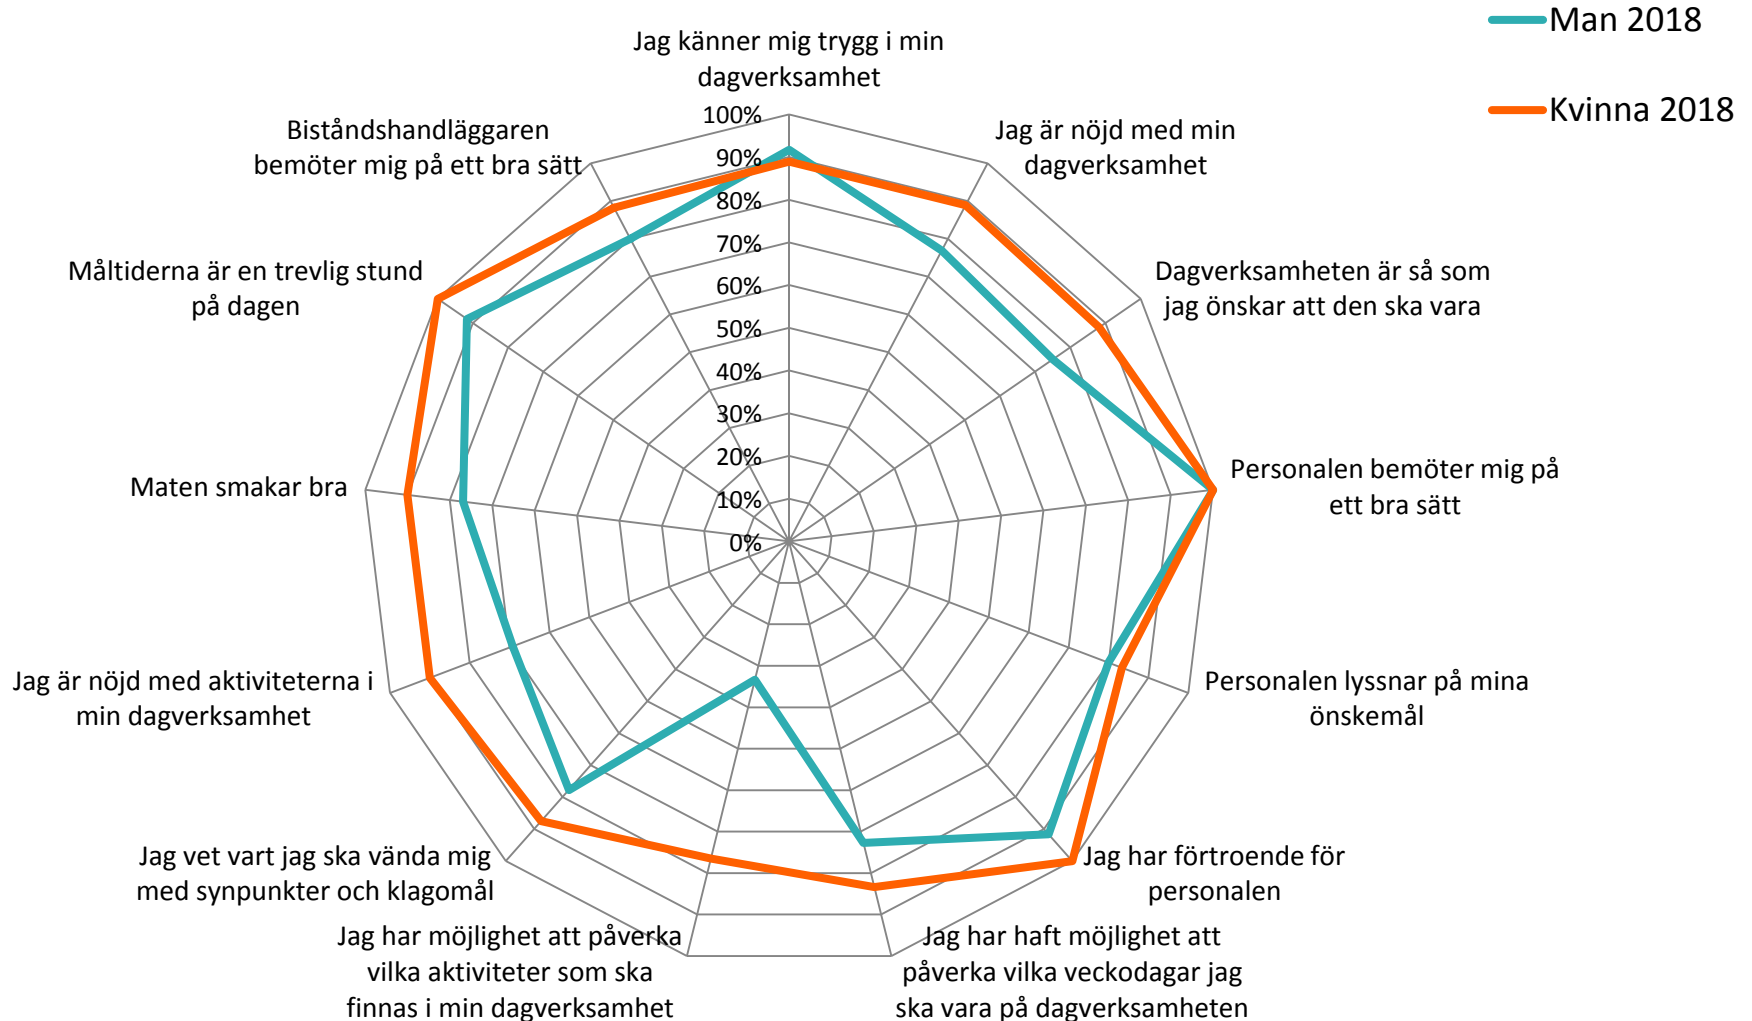 Man 2018
Kvinna 2018
Jag känner mig trygg i min
dagverksamhet
Jag är nöjd med min
dagverksamhet
Dagverksamheten är så som
jag önskar att den ska vara
Personalen bemöter mig på
ett bra sätt
Personalen lyssnar på mina
önskemål
Jag har förtroende för
personalen
Jag har haft möjlighet att
påverka vilka veckodagar jag
ska vara på dagverksamheten
Jag har möjlighet att påverka
vilka aktiviteter som ska
finnas i min dagverksamhet
Jag vet vart jag ska vända mig
med synpunkter och klagomål
Jag är nöjd med aktiviteterna i
min dagverksamhet
Maten smakar bra
Måltiderna är en trevlig stund
på dagen
Biståndshandläggaren
bemöter mig på ett bra sätt
100%
90%
80%
70%
60%
50%
40%
30%
20%
10%
0%